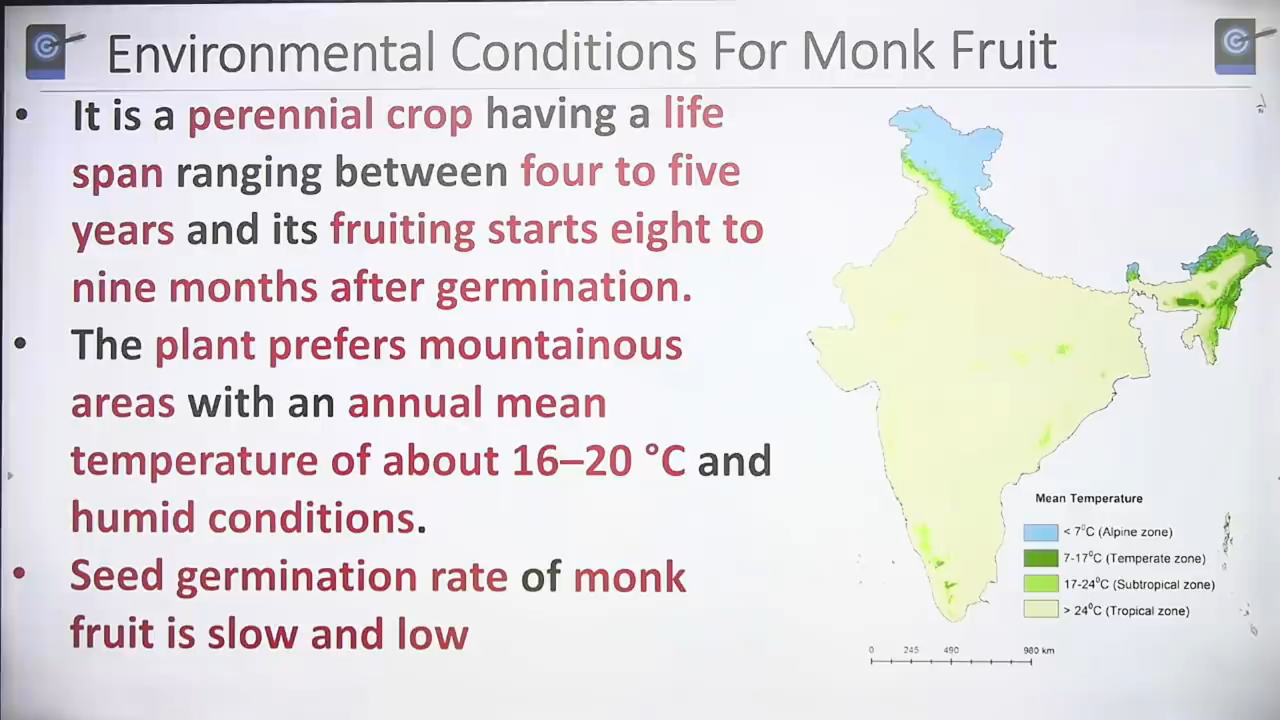 Environmental Conditions For Monk Fruit
• It is a perennial crop having a life
span ranging between four to five
years and its fruiting starts eight to
nine months after germination.
• The plant prefers mountainous
areas with an annual mean
temperature of about 16–20 °C and
humid conditions.
• Seed germination rate of monk
fruit is slow and low
Mean Temperature
< 7°C (Alpine zone)
7-17°C (Temperate zone)
17-24°C (Subtropical zone)
> 24°C (Tropical zone)
0 245 490 980 km